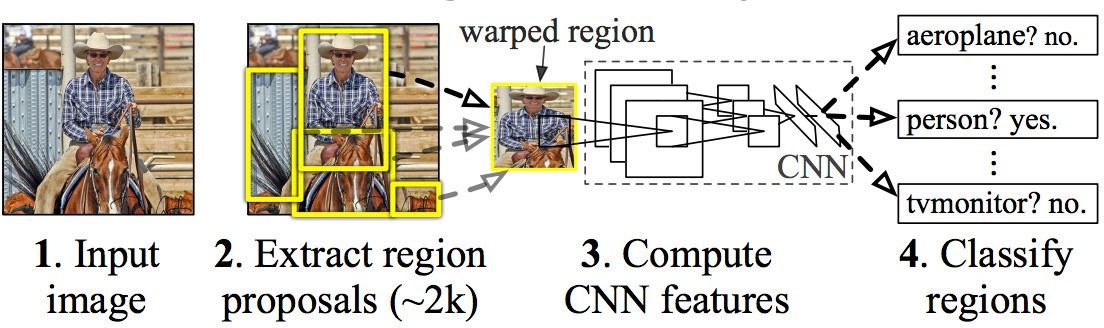 warped region
aeroplane? no.
person? yes.
CNN
tvmonitor? no.
1. Input
image
2. Extract region
proposals (~2k)
3. Compute
CNN features
4. Classify
regions